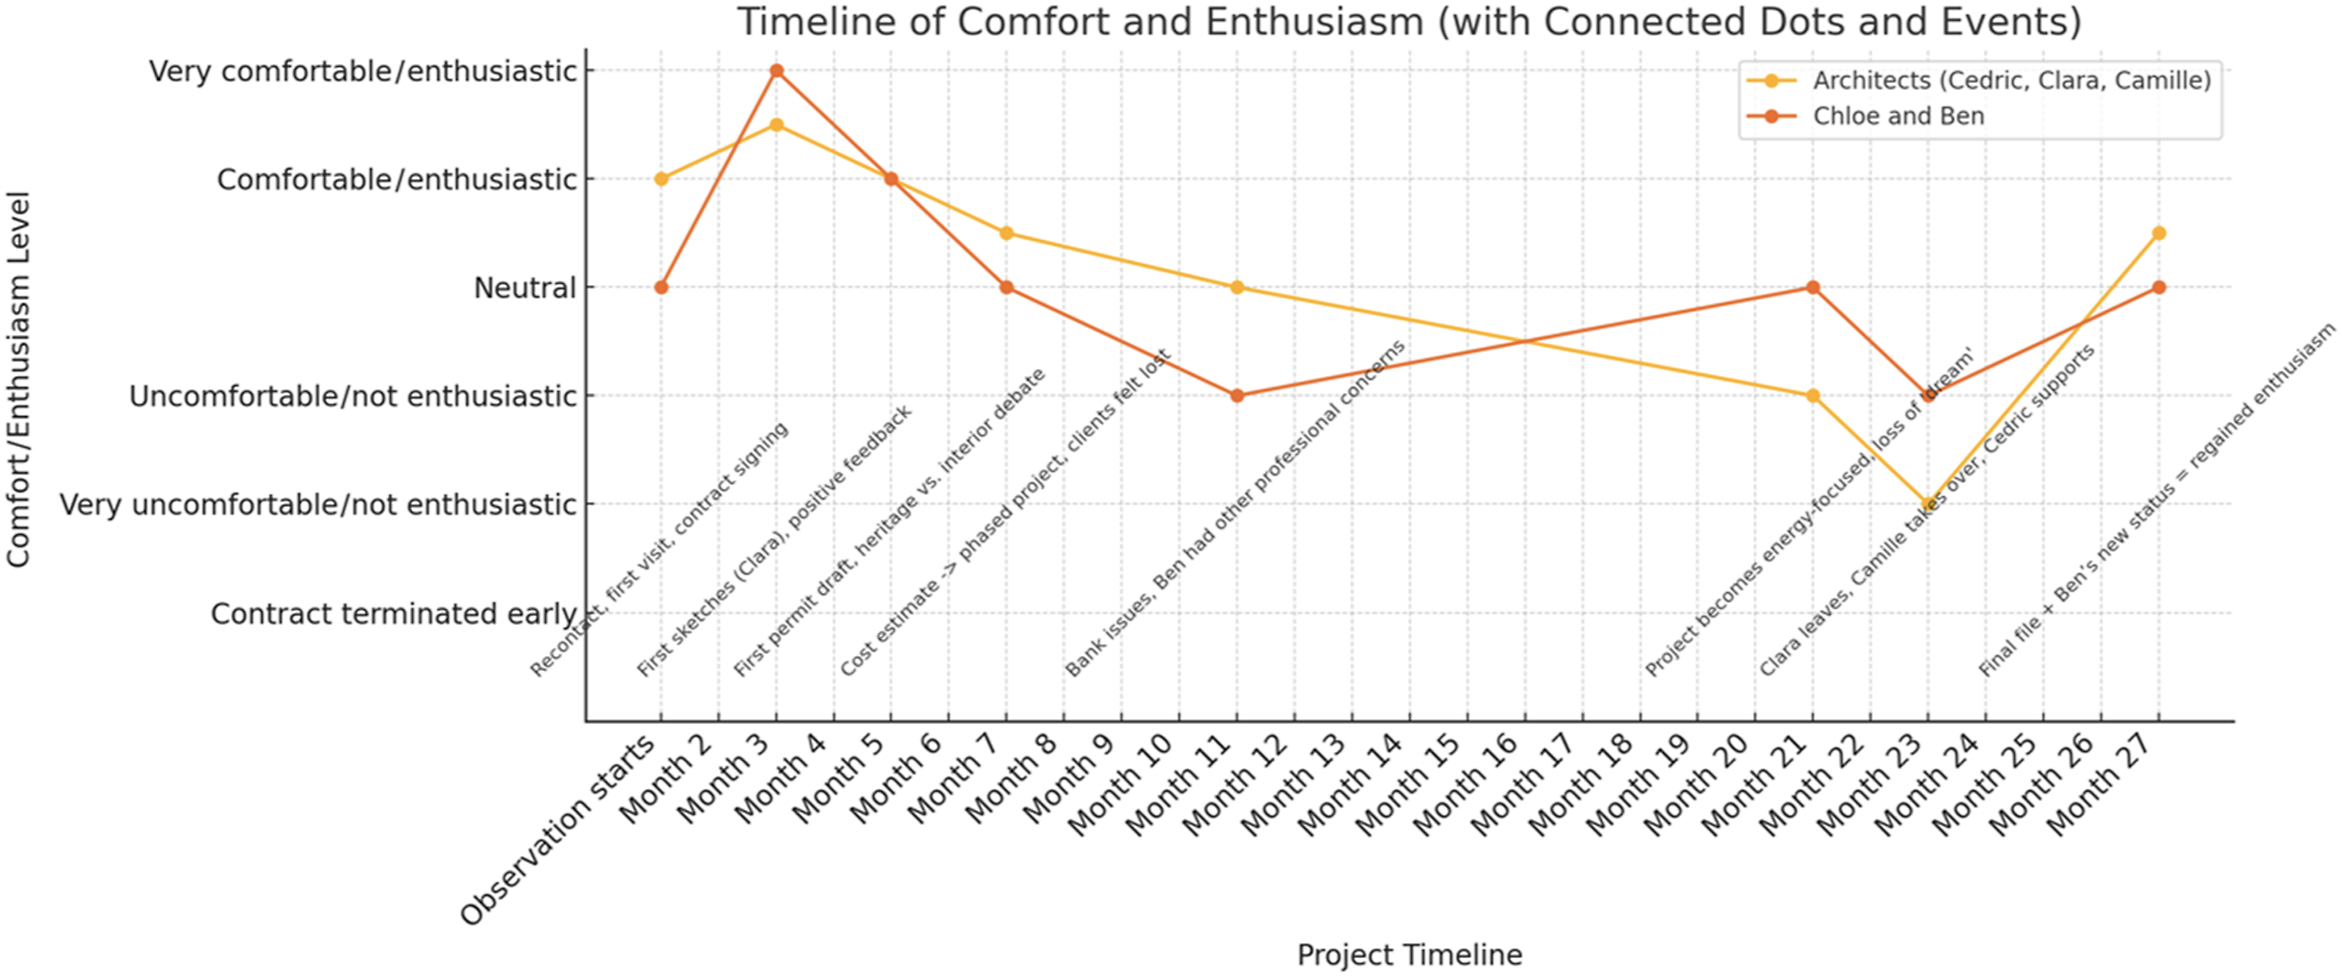 Timeline of Comfort and Enthusiasm (with Connected Dots and Events)
Comfort/Enthusiasm Level
Very comfortable/enthusiastic
Comfortable/enthusiastic
Neutral
Uncomfortable/not enthusiastic
Very uncomfortable/not enthusiastic
Contract terminated early
Architects (Cedric, Clara, Camille)
Chloe and Ben
Recontact, first visit, contract signing
First sketches (Clara), positive feedback
First permit draft, heritage vs. interior debate
Cost estimate -> phased project, clients felt lost
Bank issues, Ben had other professional concerns
Project becomes energy-focused, loss of 'dream'
Clara leaves, Camille takes over, Cedric supports
Final file + Ben's new status = regained enthusiasm
Observation starts
Month 2
Month 3
Month 4
Month 5
Month 6
Month 7
Month 8
Month 9
Month 10
Month 11
Month 12
Month 13
Month 14
Month 15
Month 16
Month 17
Month 18
Month 19
Month 20
Month 21
Month 22
Month 23
Month 24
Month 25
Month 26
Month 27
Project Timeline